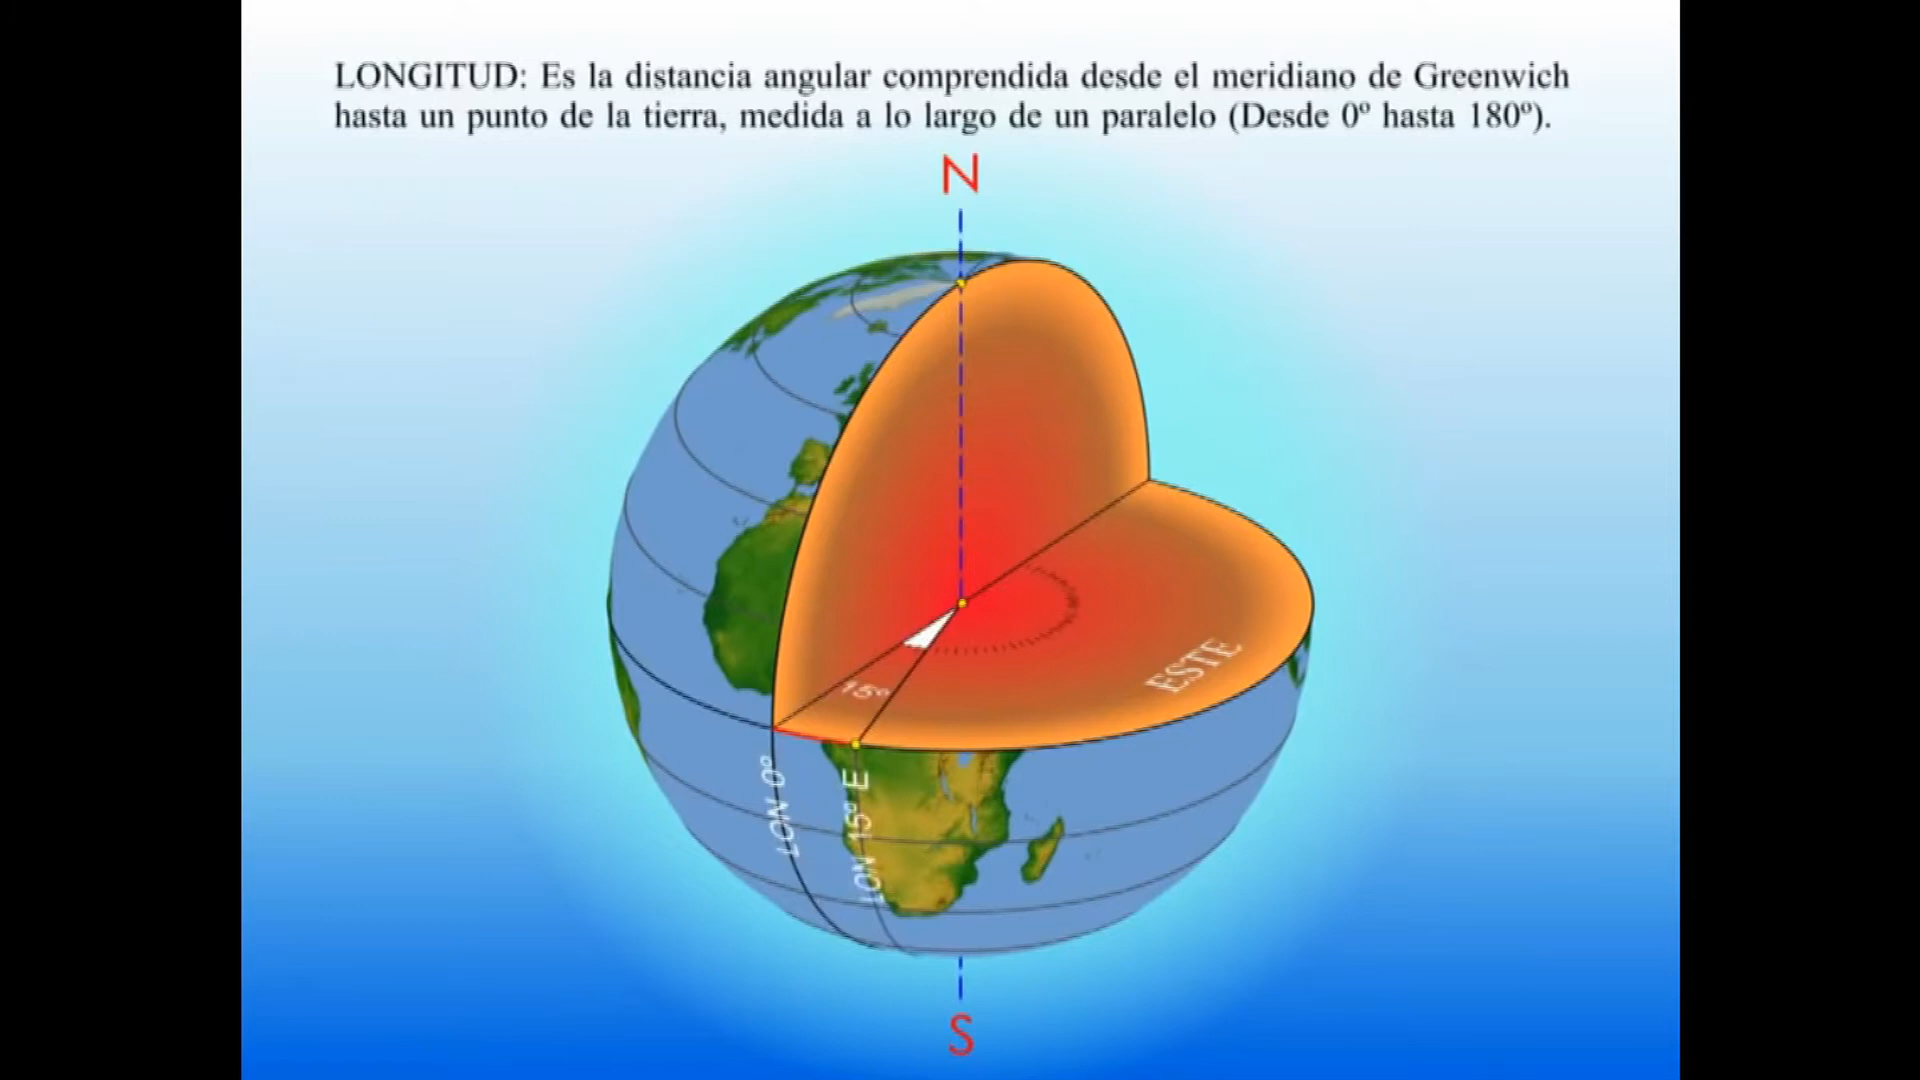 LONGITUD: Es la distancia angular comprendida desde el meridiano de Greenwich
hasta un punto de la tierra, medida a lo largo de un paralelo (Desde 0º hasta 180º).
N
ESTE
15º
LON 0º
LON 15º E
S